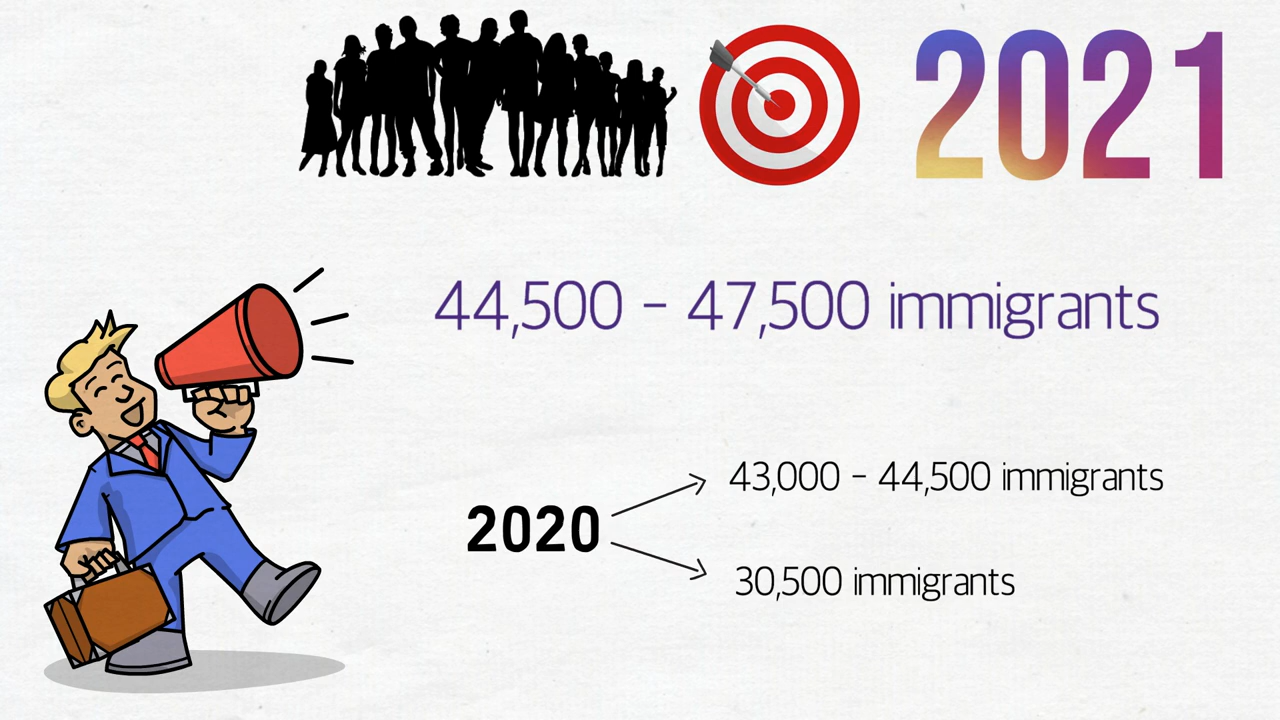 2021
44,500 – 47,500 immigrants
43,000 – 44,500 immigrants
2020
30,500 immigrants